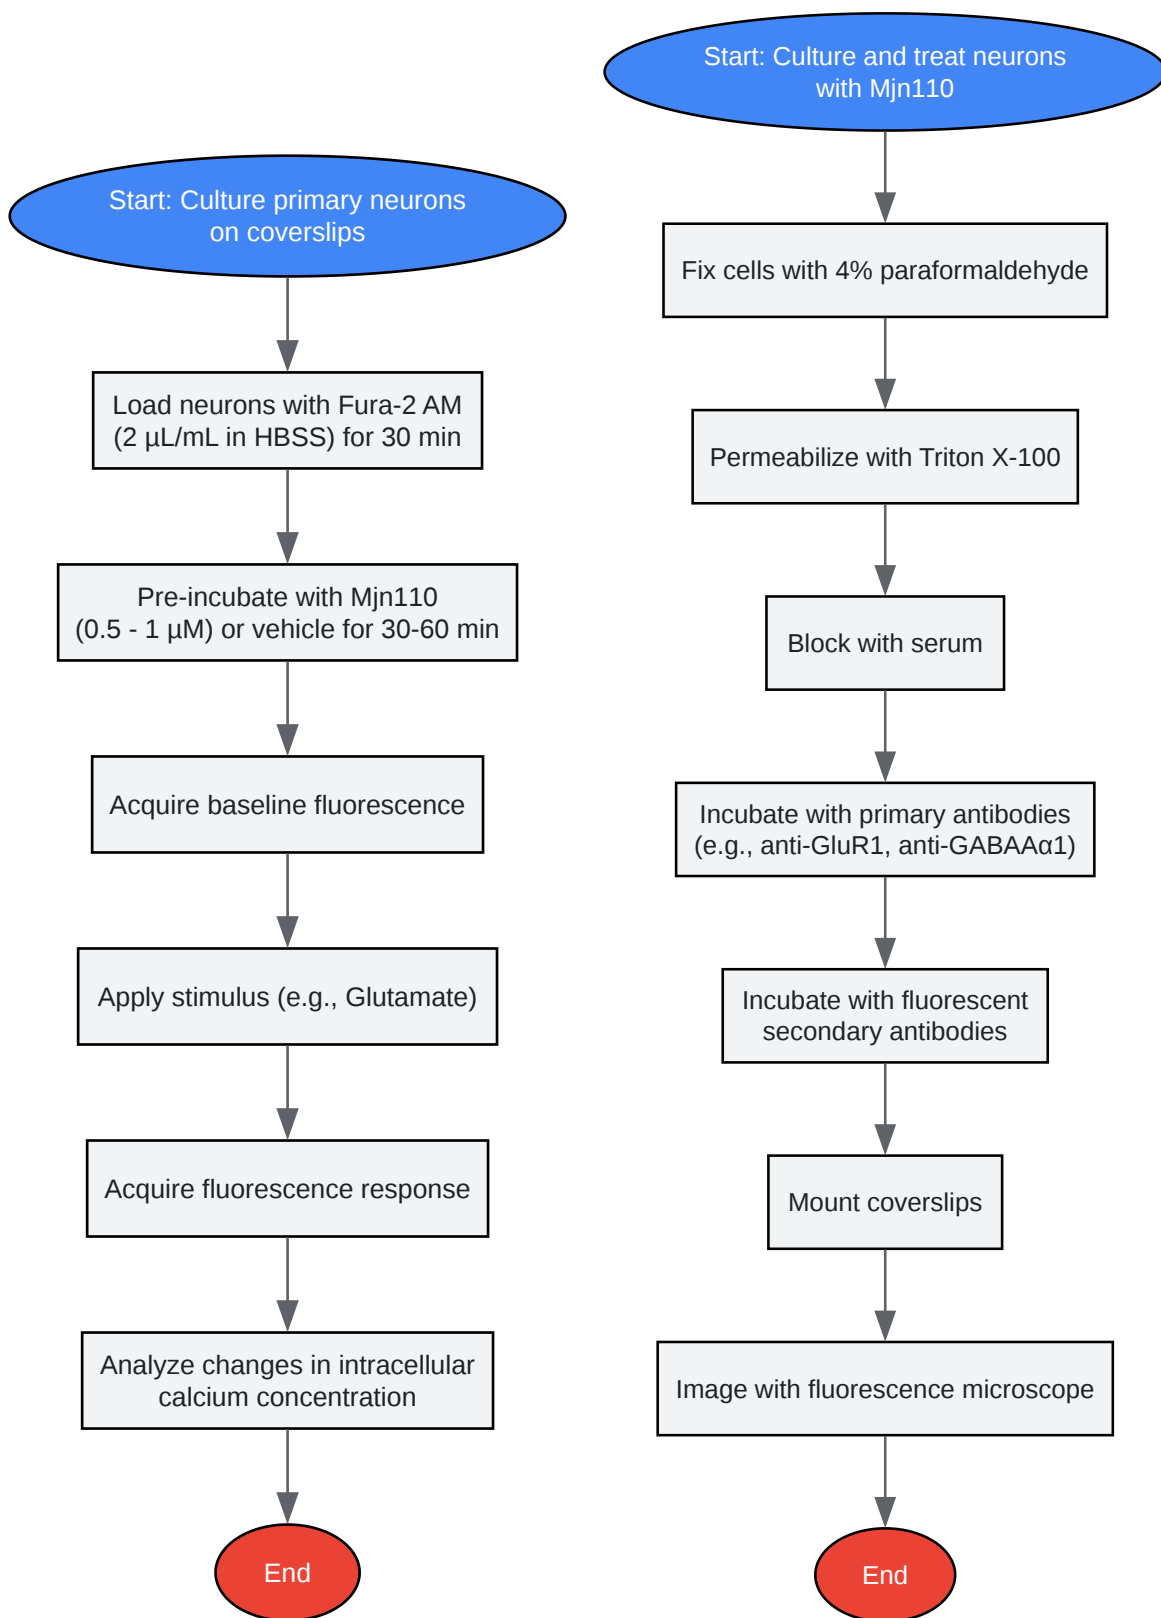 Start: Culture primary neurons
on coverslips
Load neurons with Fura-2 AM
(2 µL/mL in HBSS) for 30 min
Pre-incubate with Mjn110
(0.5 - 1 µM) or vehicle for 30-60 min
Acquire baseline fluorescence
Apply stimulus (e.g., Glutamate)
Acquire fluorescence response
Analyze changes in intracellular
calcium concentration
End
Start: Culture and treat neurons
with Mjn110
Fix cells with 4% paraformaldehyde
Permeabilize with Triton X-100
Block with serum
Incubate with primary antibodies
(e.g., anti-GluR1, anti-GABAAα1)
Incubate with fluorescent
secondary antibodies
Mount coverslips
Image with fluorescence microscope
End